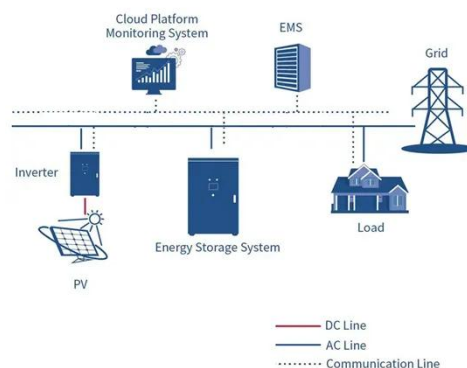 Cloud Platform
Monitoring System
EMS
Grid
Inverter
Energy Storage System
Load
PV
DC Line
AC Line
Communication Line